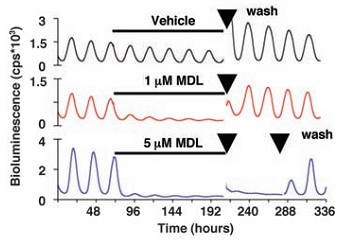 Vehicle
wash
3
1.5
0
1 μM MDL
1.5
0
5 μM MDL
wash
4
2
0
48 96 144 192 240 288 336
Time (hours)
Bioluminescence (cps*10³)